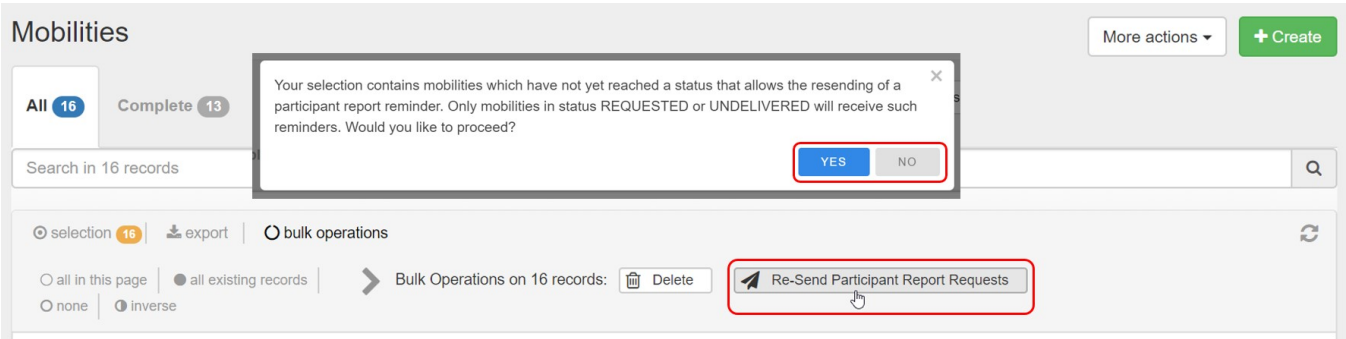 Mobilities
More actions
+ Create
Your selection contains mobilities which have not yet reached a status that allows the resending of a
participant report reminder. Only mobilities in status REQUESTED or UNDELIVERED will receive such
reminders. Would you like to proceed?
YES NO
All 16 Complete 13
Search in 16 records
selection 16 export bulk operations
all in this page all existing records
none inverse
Bulk Operations on 16 records: Delete Re-Send Participant Report Requests